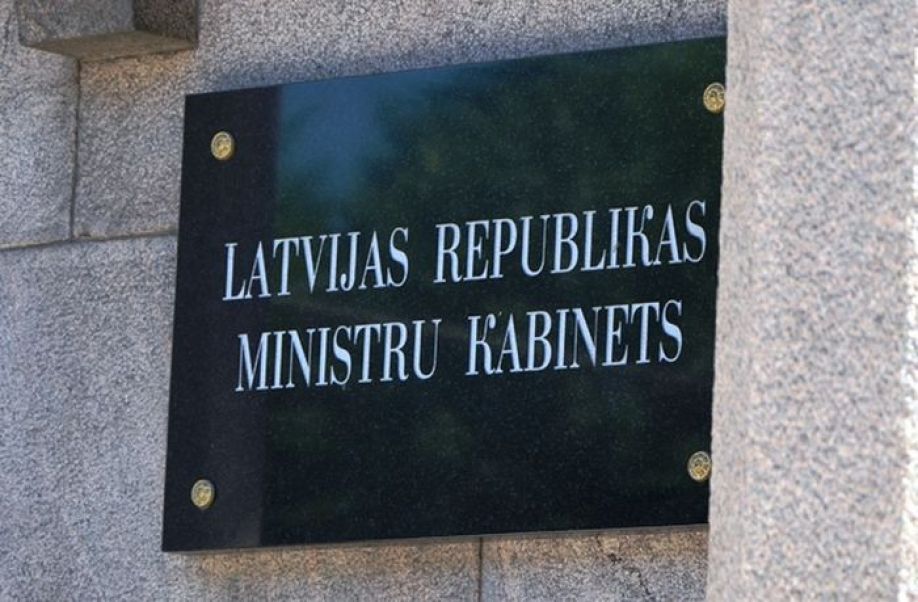 LATVIJAS REPUBLIKAS
MINISTRU KABINETS